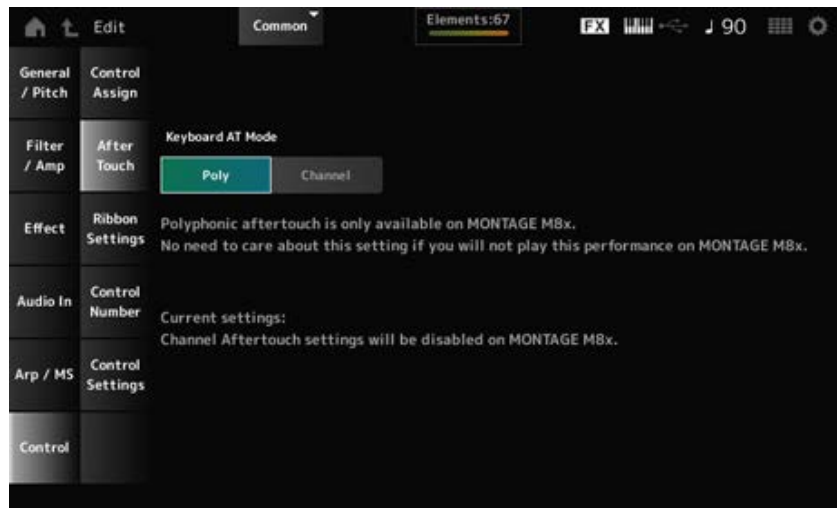 Edit
Common
Elements:67
FX
♩ 90
General
/ Pitch
Control
Assign
Filter
/ Amp
After
Touch
Keyboard AT Mode
Poly
Channel
Effect
Ribbon
Settings
Polyphonic aftertouch is only available on MONTAGE M8x.
No need to care about this setting if you will not play this performance on MONTAGE M8x.
Audio In
Control
Number
Current settings:
Channel Aftertouch settings will be disabled on MONTAGE M8x.
Arp / MS
Control
Settings
Control